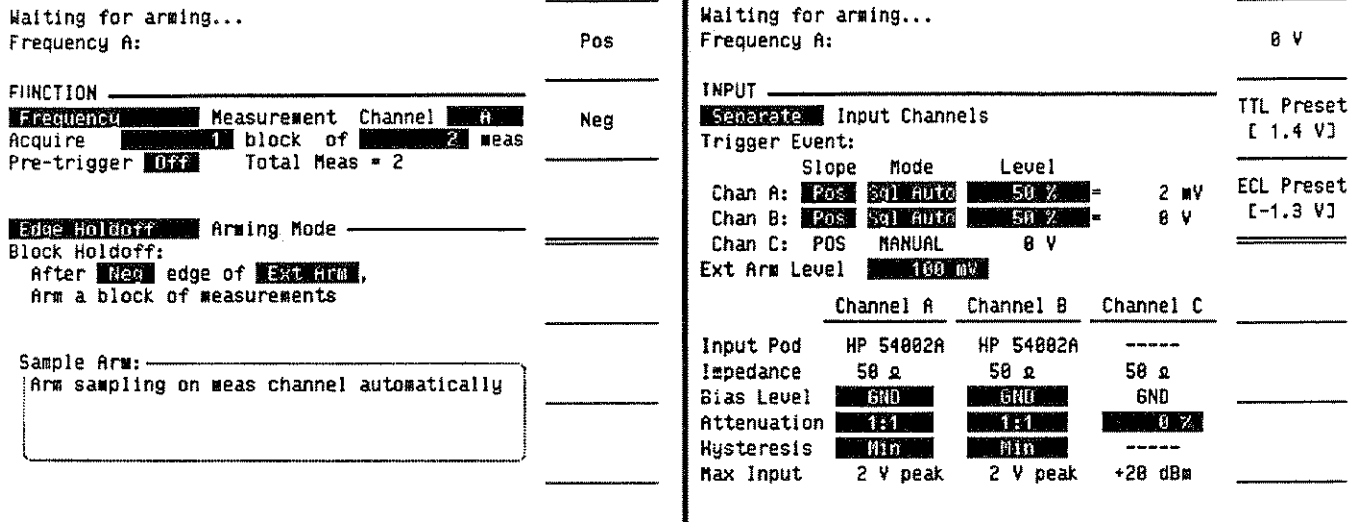 Waiting for arming...
Frequency A:
Pos
FUNCTION
Frequency Measurement Channel A
Acquire 1 block of 2 meas
Neg
Pre-trigger Off Total Meas = 2
Edge Holdoff Arming Mode
Block Holdoff:
After Neg edge of Ext Arm,
Arm a block of measurements
Sample Arm:
Arm sampling on meas channel automatically
Waiting for arming...
Frequency A:
0 V
INPUT
Separate Input Channels
TTL Preset
[ 1.4 V]
Trigger Event:
Slope Mode Level
Chan A: Pos Sgl Auto 50 % = 2 mV
Chan B: Pos Sgl Auto 50 % = 0 V
ECL Preset
[-1.3 V]
Chan C: POS MANUAL 0 V
Ext Arm Level 100 mV
Channel A Channel B Channel C
Input Pod HP 54002A HP 54002A -----
Impedance 50 Ω 50 Ω 50 Ω
Bias Level GND GND GND
Attenuation 1:1 1:1 0 %
Hysteresis Min Min -----
Max Input 2 V peak 2 V peak +20 dBm